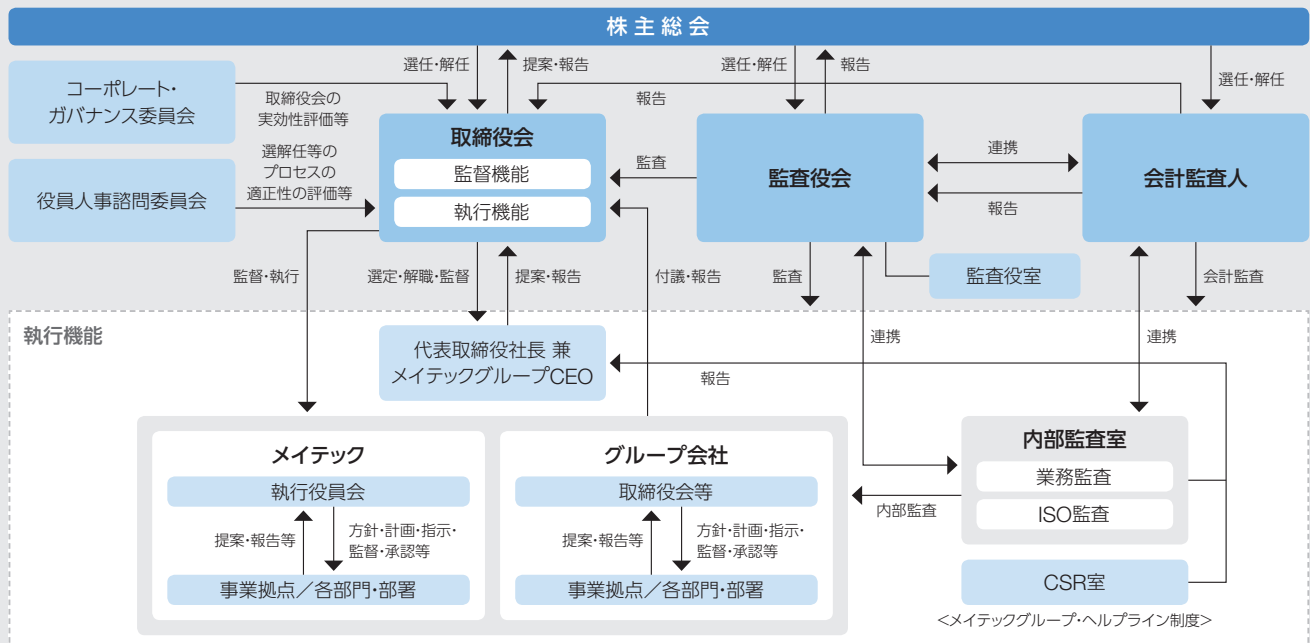 株主総会
選任・解任
提案・報告
選任・解任
報告
選任・解任
コーポレート・
ガバナンス委員会
取締役会の
実効性評価等
報告
役員人事諮問委員会
選解任等の
プロセスの
適正性の評価等
取締役会
監督機能
執行機能
監査
監査役会
連携
報告
会計監査人
監督・執行
選定・解職・監督
提案・報告
付議・報告
監査
監査役室
会計監査
執行機能
代表取締役社長 兼
メイテックグループCEO
連携
連携
報告
メイテック
執行役員会
提案・報告等
方針・計画・指示・
監督・承認等
事業拠点／各部門・部署
グループ会社
取締役会等
提案・報告等
方針・計画・指示・
監督・承認等
事業拠点／各部門・部署
内部監査
内部監査室
業務監査
ISO監査
CSR室
<メイテックグループ・ヘルプライン制度>